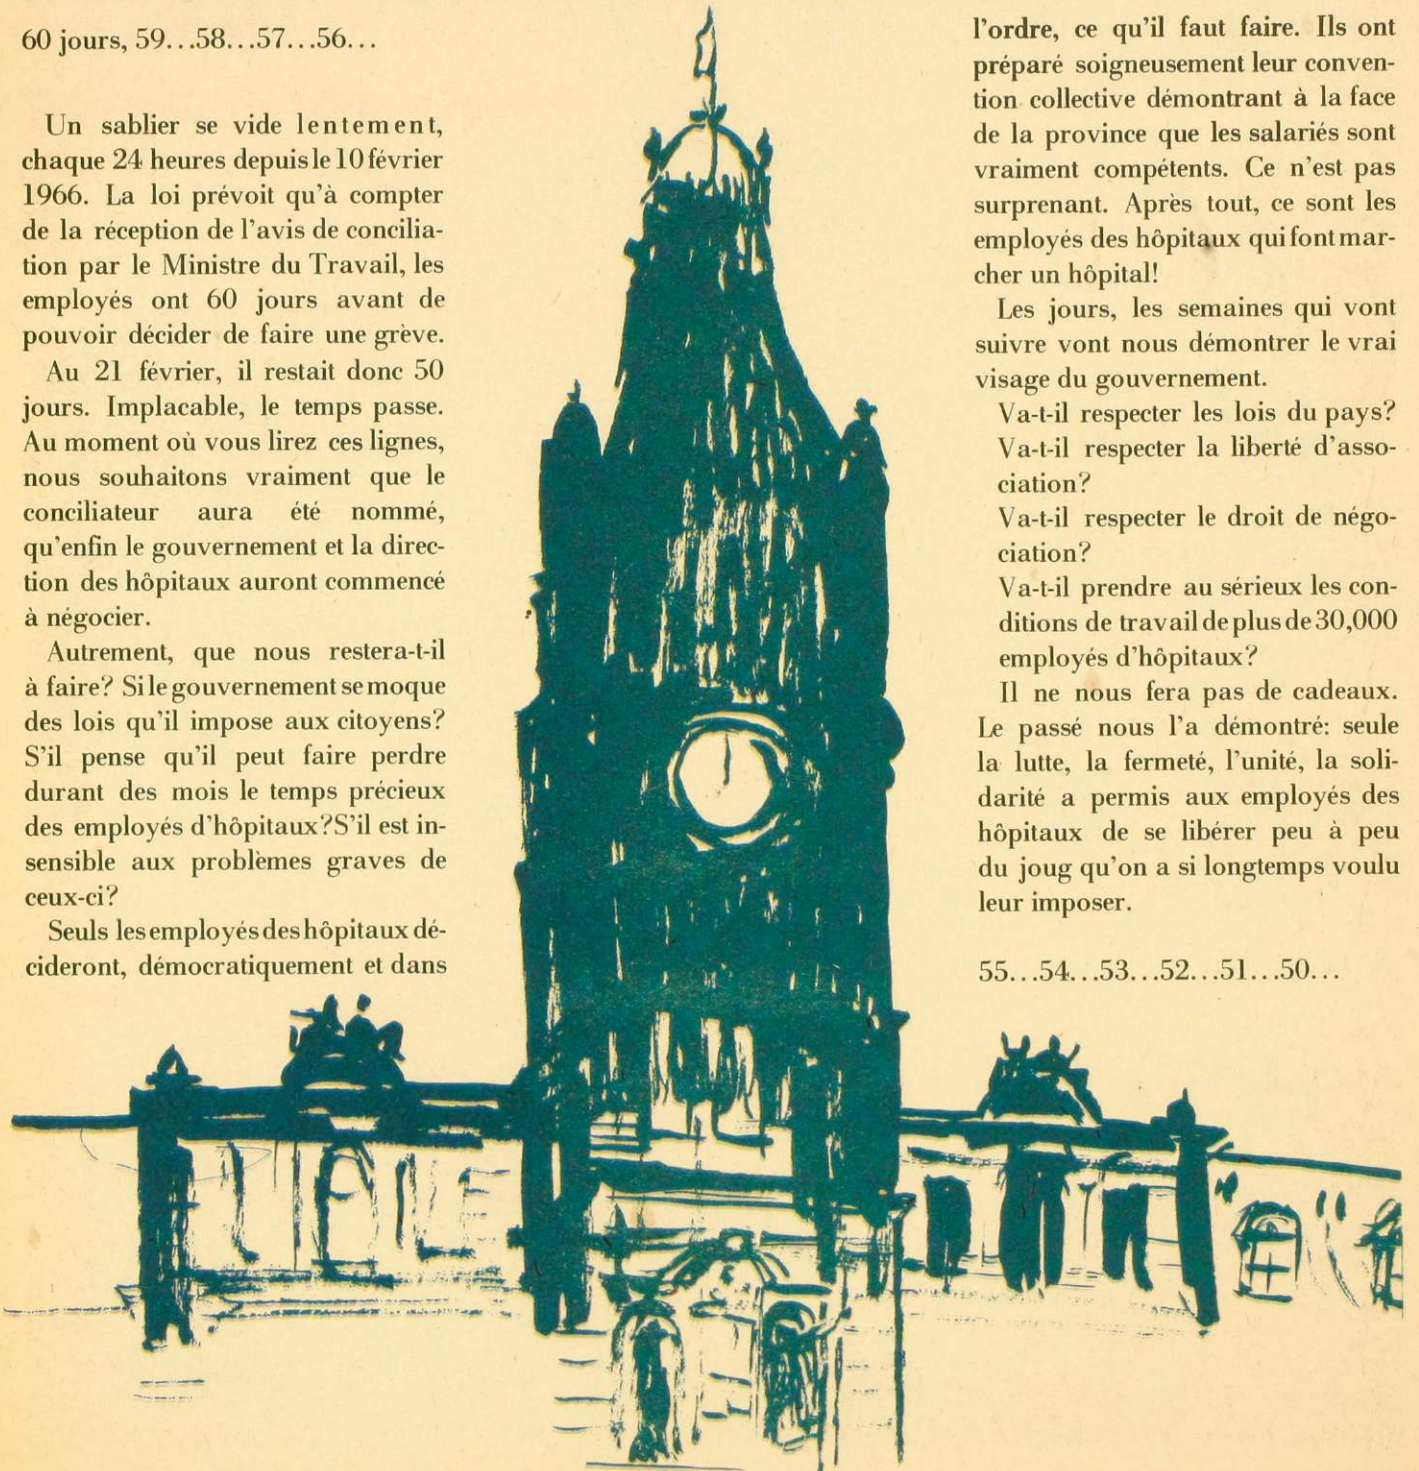 60 jours, 59...58...57...56...
Un sablier se vide lentement,
chaque 24 heures depuis le 10 février
1966. La loi prévoit qu'à compter
de la réception de l'avis de concilia-
tion par le Ministre du Travail, les
employés ont 60 jours avant de
pouvoir décider de faire une grève.
Au 21 février, il restait donc 50
jours. Implacable, le temps passe.
Au moment où vous lirez ces lignes,
nous souhaitons vraiment que le
conciliateur aura été nommé,
qu'enfin le gouvernement et la direc-
tion des hôpitaux auront commencé
à négocier.
Autrement, que nous restera-t-il
à faire? Si le gouvernement se moque
des lois qu'il impose aux citoyens?
S'il pense qu'il peut faire perdre
durant des mois le temps précieux
des employés d'hôpitaux? S'il est in-
sensible aux problèmes graves de
ceux-ci?
Seuls les employés des hôpitaux dé-
cideront, démocratiquement et dans
l'ordre, ce qu'il faut faire. Ils ont
préparé soigneusement leur conven-
tion collective démontrant à la face
de la province que les salariés sont
vraiment compétents. Ce n'est pas
surprenant. Après tout, ce sont les
employés des hôpitaux qui font mar-
cher un hôpital!
Les jours, les semaines qui vont
suivre vont nous démontrer le vrai
visage du gouvernement.
Va-t-il respecter les lois du pays?
Va-t-il respecter la liberté d'asso-
ciation?
Va-t-il respecter le droit de négo-
ciation?
Va-t-il prendre au sérieux les con-
ditions de travail de plus de 30,000
employés d'hôpitaux?
Il ne nous fera pas de cadeaux.
Le passé nous l'a démontré: seule
la lutte, la fermeté, l'unité, la soli-
darité a permis aux employés des
hôpitaux de se libérer peu à peu
du joug qu'on a si longtemps voulu
leur imposer.
55...54...53...52...51...50...